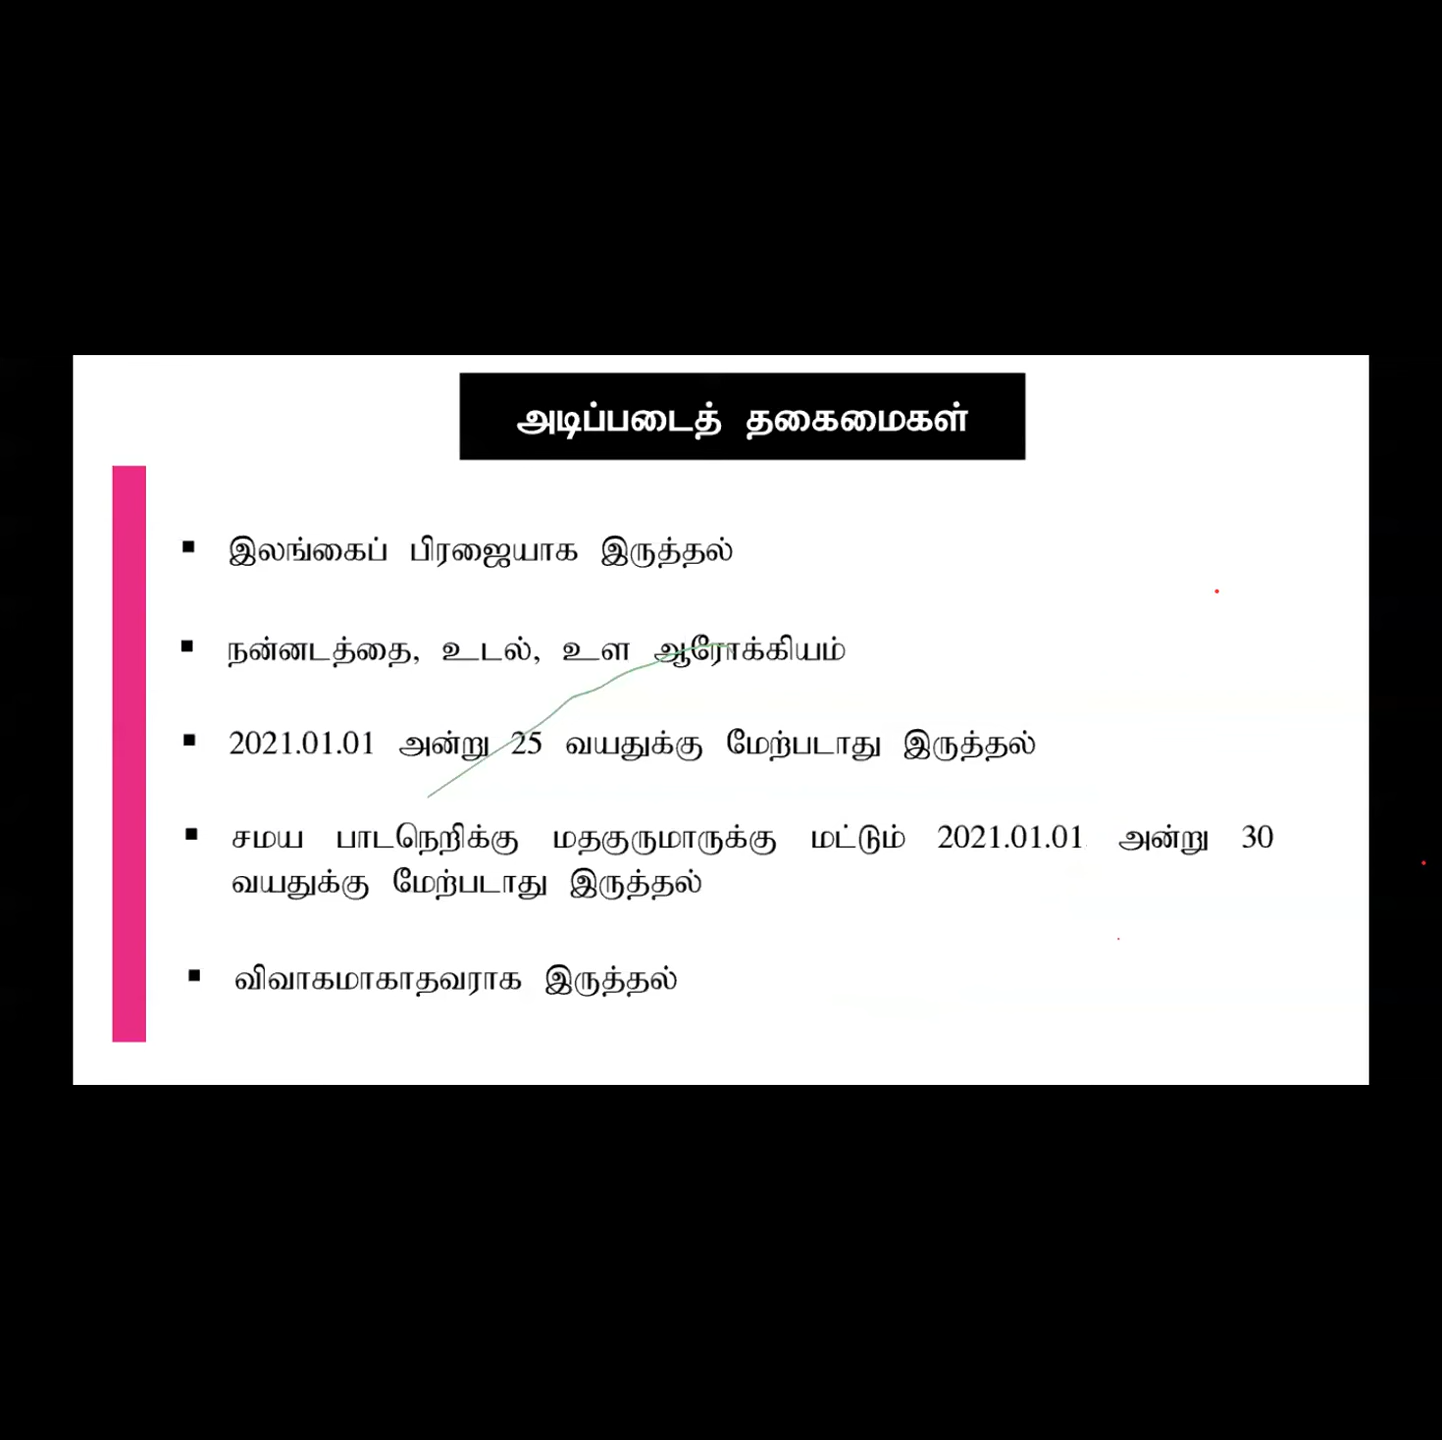 அடிப்படைத் தகைமைகள்
▪ இலங்கைப் பிரஜையாக இருத்தல்
▪ நன்னடத்தை, உடல், உள ஆரோக்கியம்
▪ 2021.01.01 அன்று 25 வயதுக்கு மேற்படாது இருத்தல்
▪ சமய பாடநெறிக்கு மதகுருமாருக்கு மட்டும் 2021.01.01 அன்று 30
வயதுக்கு மேற்படாது இருத்தல்
▪ விவாகமாகாதவராக இருத்தல்